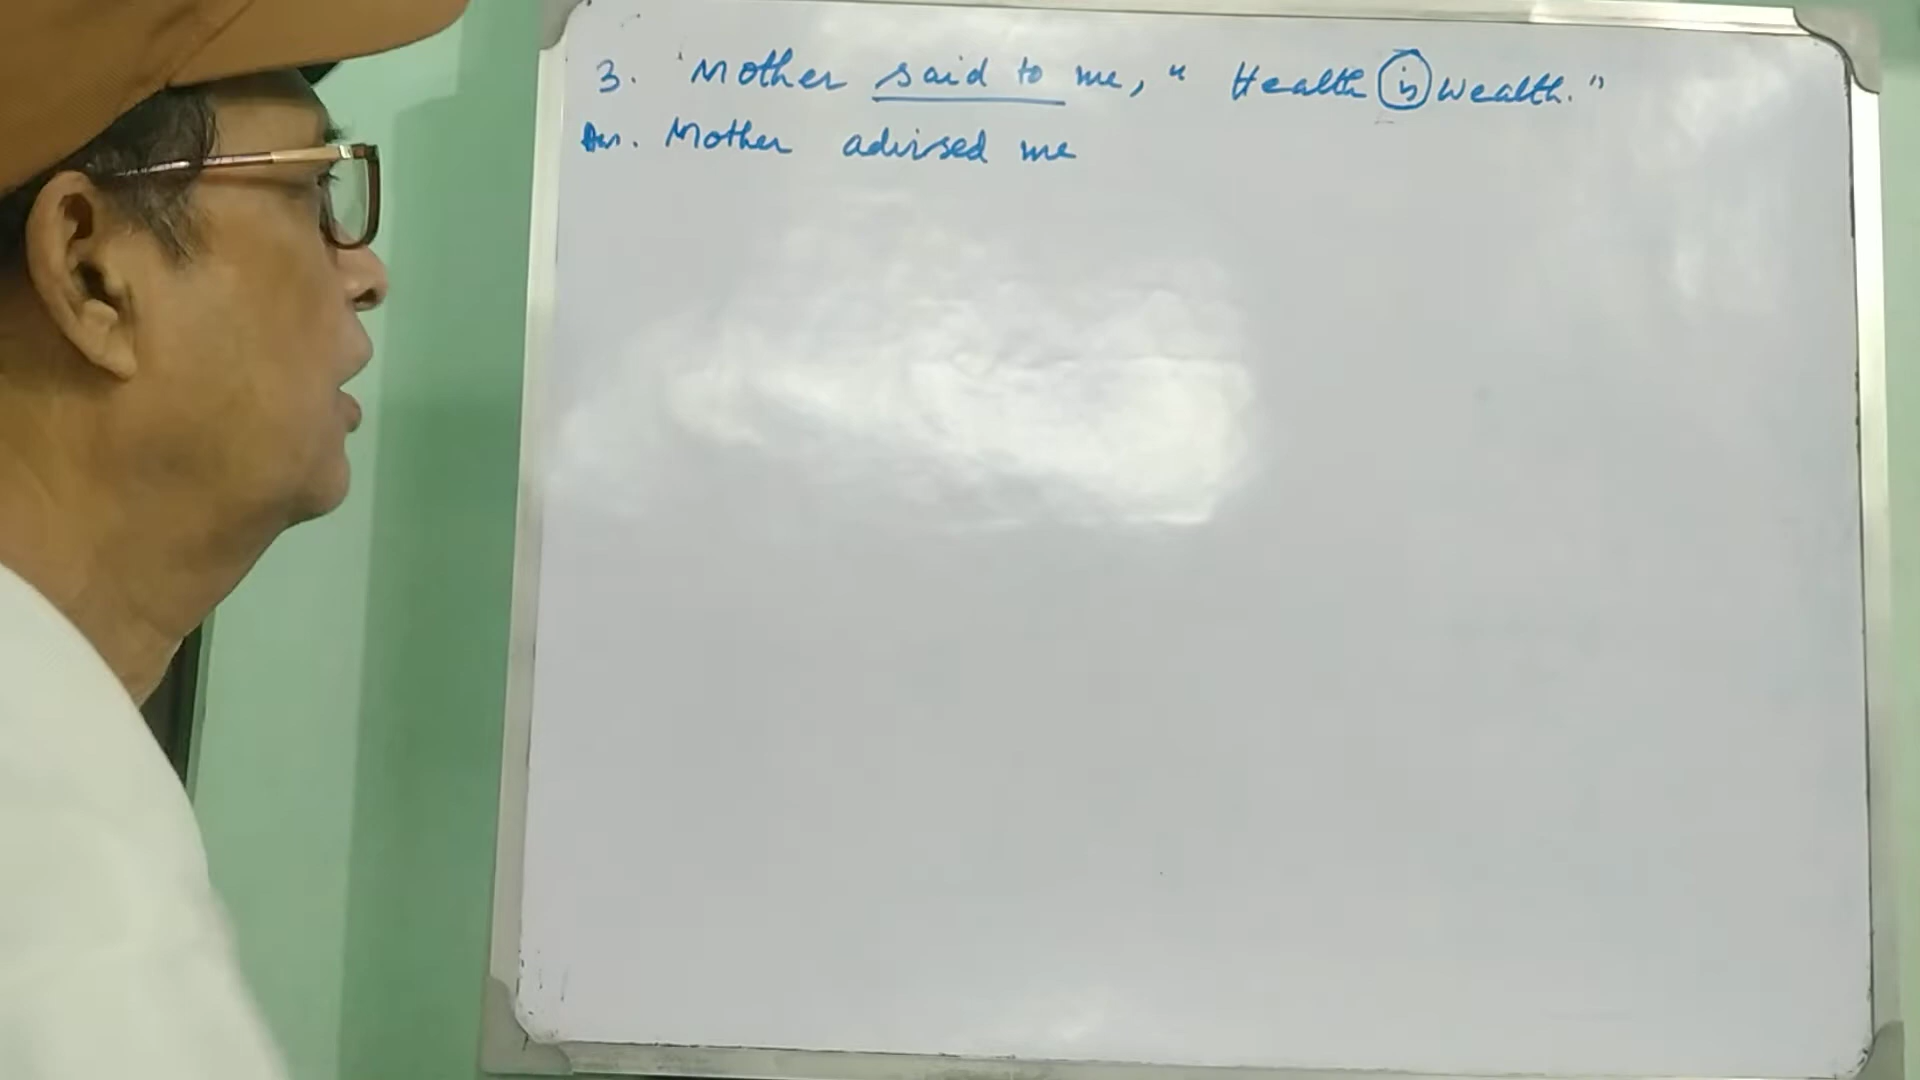 3. Mother said to me, " Health is wealth."
Ans. Mother advised me